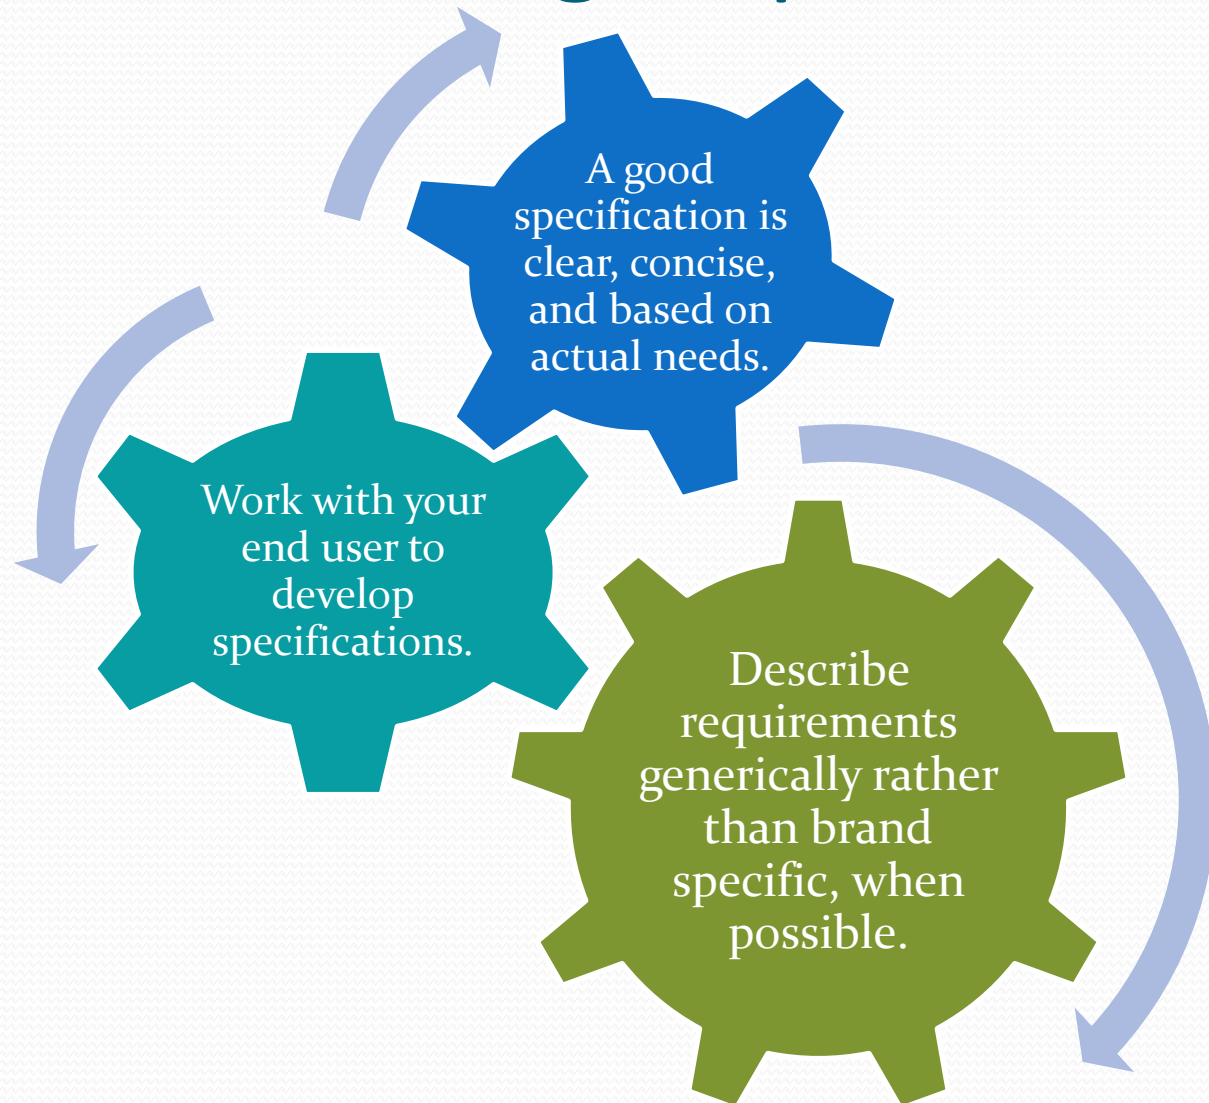 A good
specification is
clear, concise,
and based on
actual needs.
Work with your
end user to
develop
specifications.
Describe
requirements
generically rather
than brand
specific, when
possible.